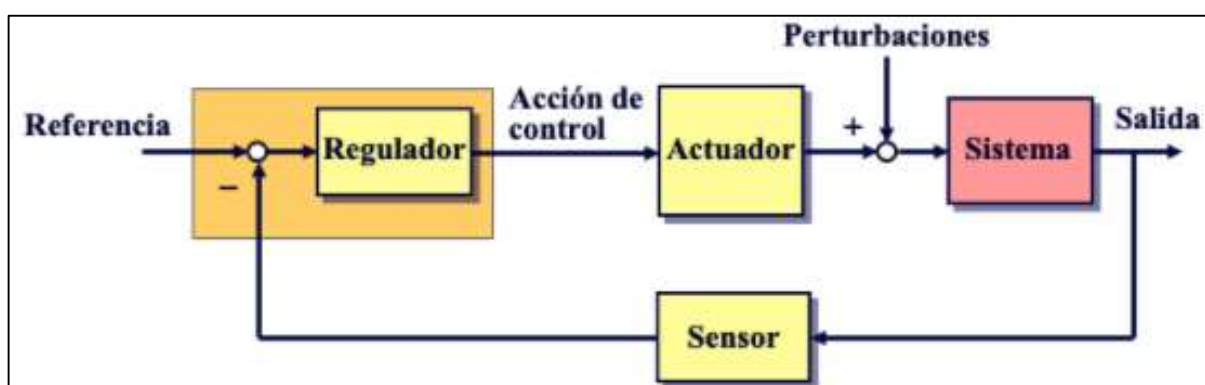 Perturbaciones
Referencia
Regulador
Acción de
control
Actuador
+
Sistema
Salida
−
Sensor